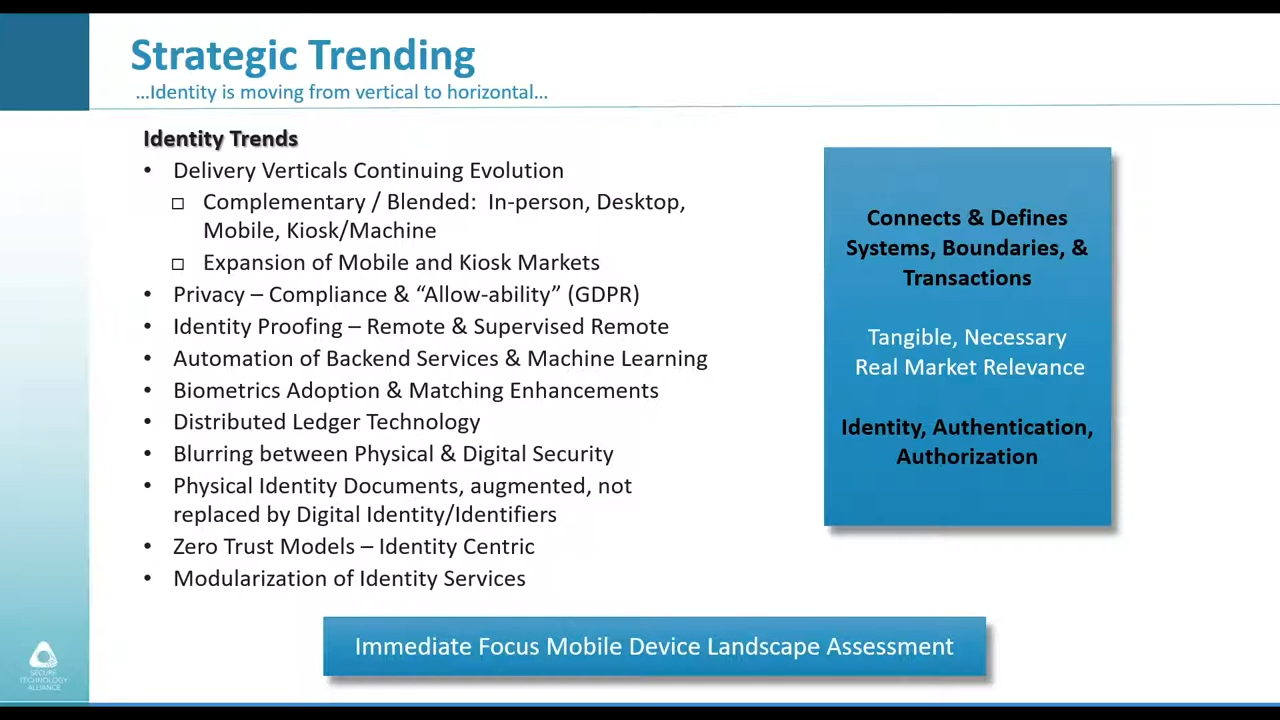 Strategic Trending
...Identity is moving from vertical to horizontal...
Identity Trends
• Delivery Verticals Continuing Evolution
□ Complementary / Blended: In-person, Desktop,
Mobile, Kiosk/Machine
□ Expansion of Mobile and Kiosk Markets
• Privacy – Compliance & “Allow-ability” (GDPR)
• Identity Proofing – Remote & Supervised Remote
• Automation of Backend Services & Machine Learning
• Biometrics Adoption & Matching Enhancements
• Distributed Ledger Technology
• Blurring between Physical & Digital Security
• Physical Identity Documents, augmented, not
replaced by Digital Identity/Identifiers
• Zero Trust Models – Identity Centric
• Modularization of Identity Services
Connects & Defines
Systems, Boundaries, &
Transactions
Tangible, Necessary
Real Market Relevance
Identity, Authentication,
Authorization
Immediate Focus Mobile Device Landscape Assessment
SECURE
TECHNOLOGY
ALLIANCE